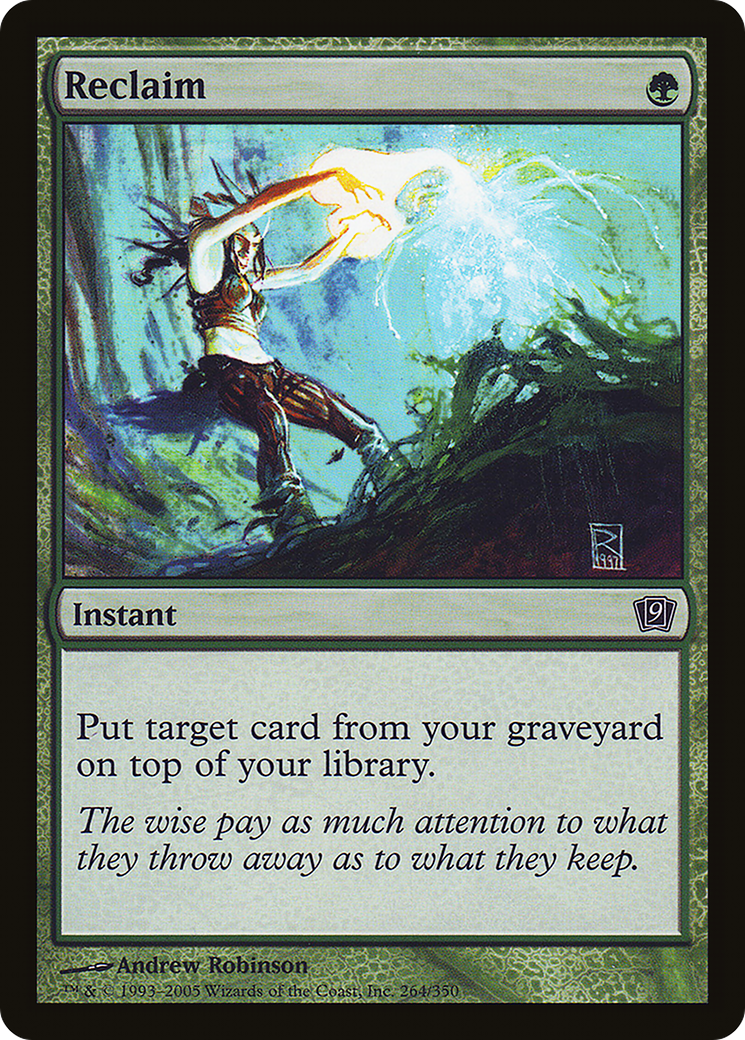 Reclaim
Instant
9
Put target card from your graveyard
on top of your library.
The wise pay as much attention to what
they throw away as to what they keep.
Andrew Robinson
™ & © 1993–2005 Wizards of the Coast, Inc. 264/350
1997